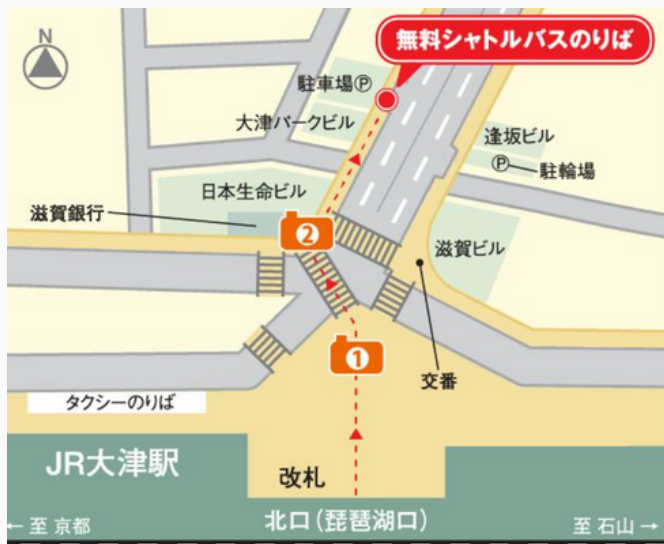 N
無料シャトルバスのりば
駐車場Ⓟ
大津パークビル
逢坂ビル
Ⓟ
駐輪場
日本生命ビル
滋賀銀行
❷
滋賀ビル
❶
交番
タクシーのりば
JR大津駅
改札
北口(琵琶湖口)
← 至 京都
至 石山 →